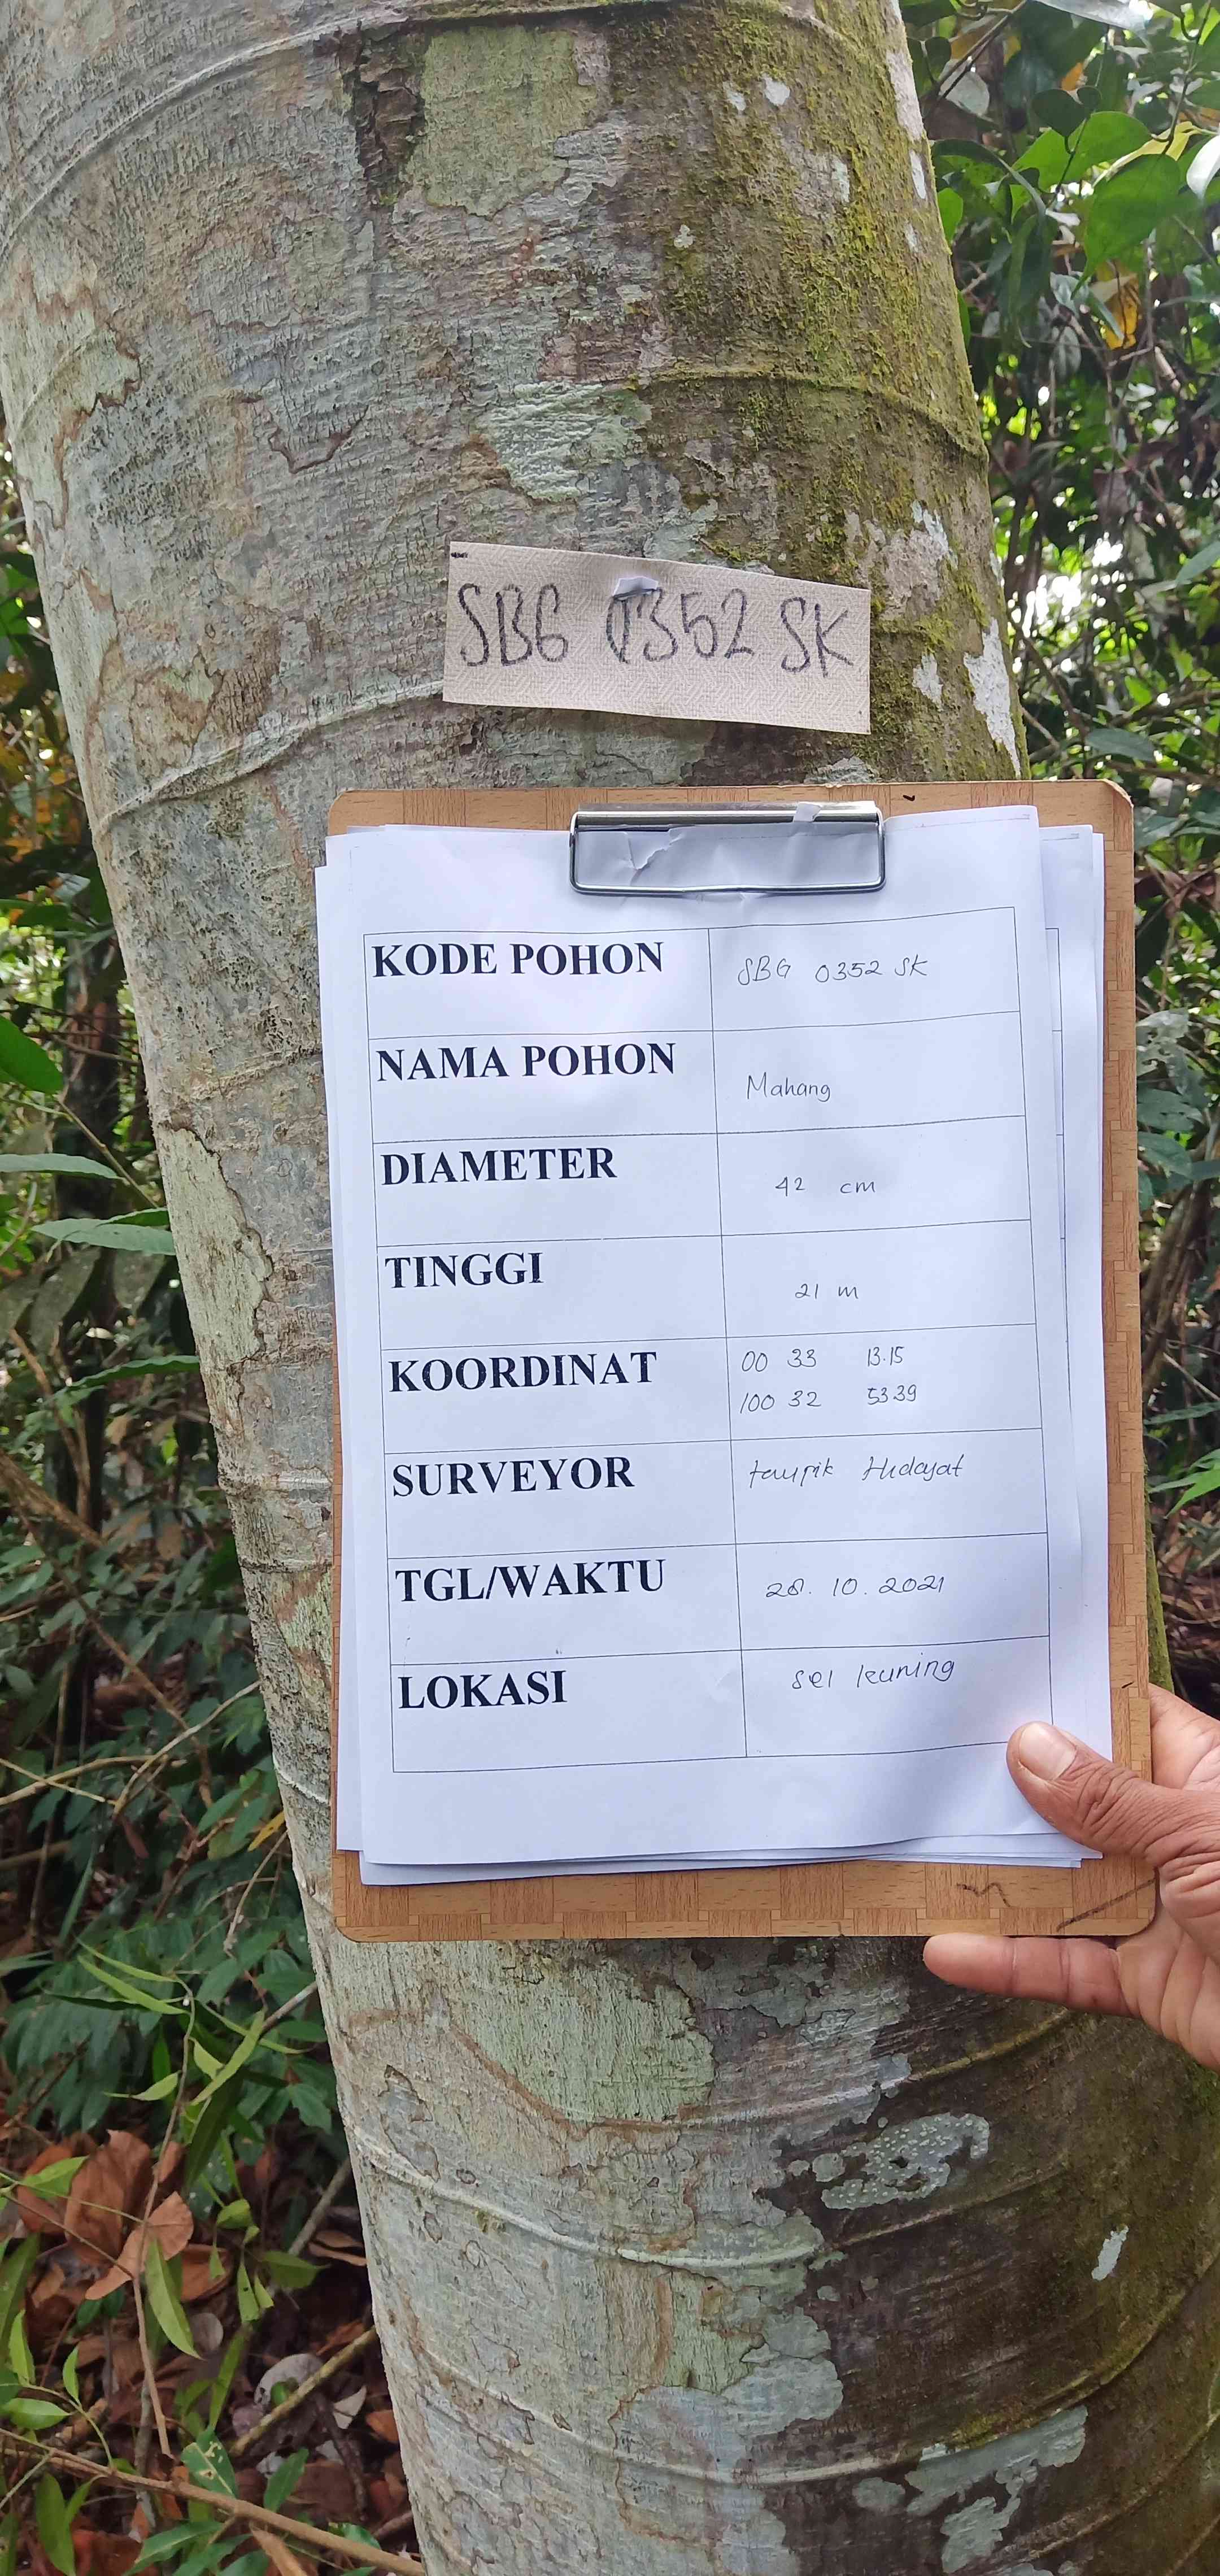 SBG 0352 SK
KODE POHON SBG 0352 SK
NAMA POHON Mahang
DIAMETER 42 cm
TINGGI 21 m
KOORDINAT 00 33 13.15
100 32 53 39
SURVEYOR taupik Hidayat
TGL/WAKTU 28. 10. 2021
LOKASI sei kuning